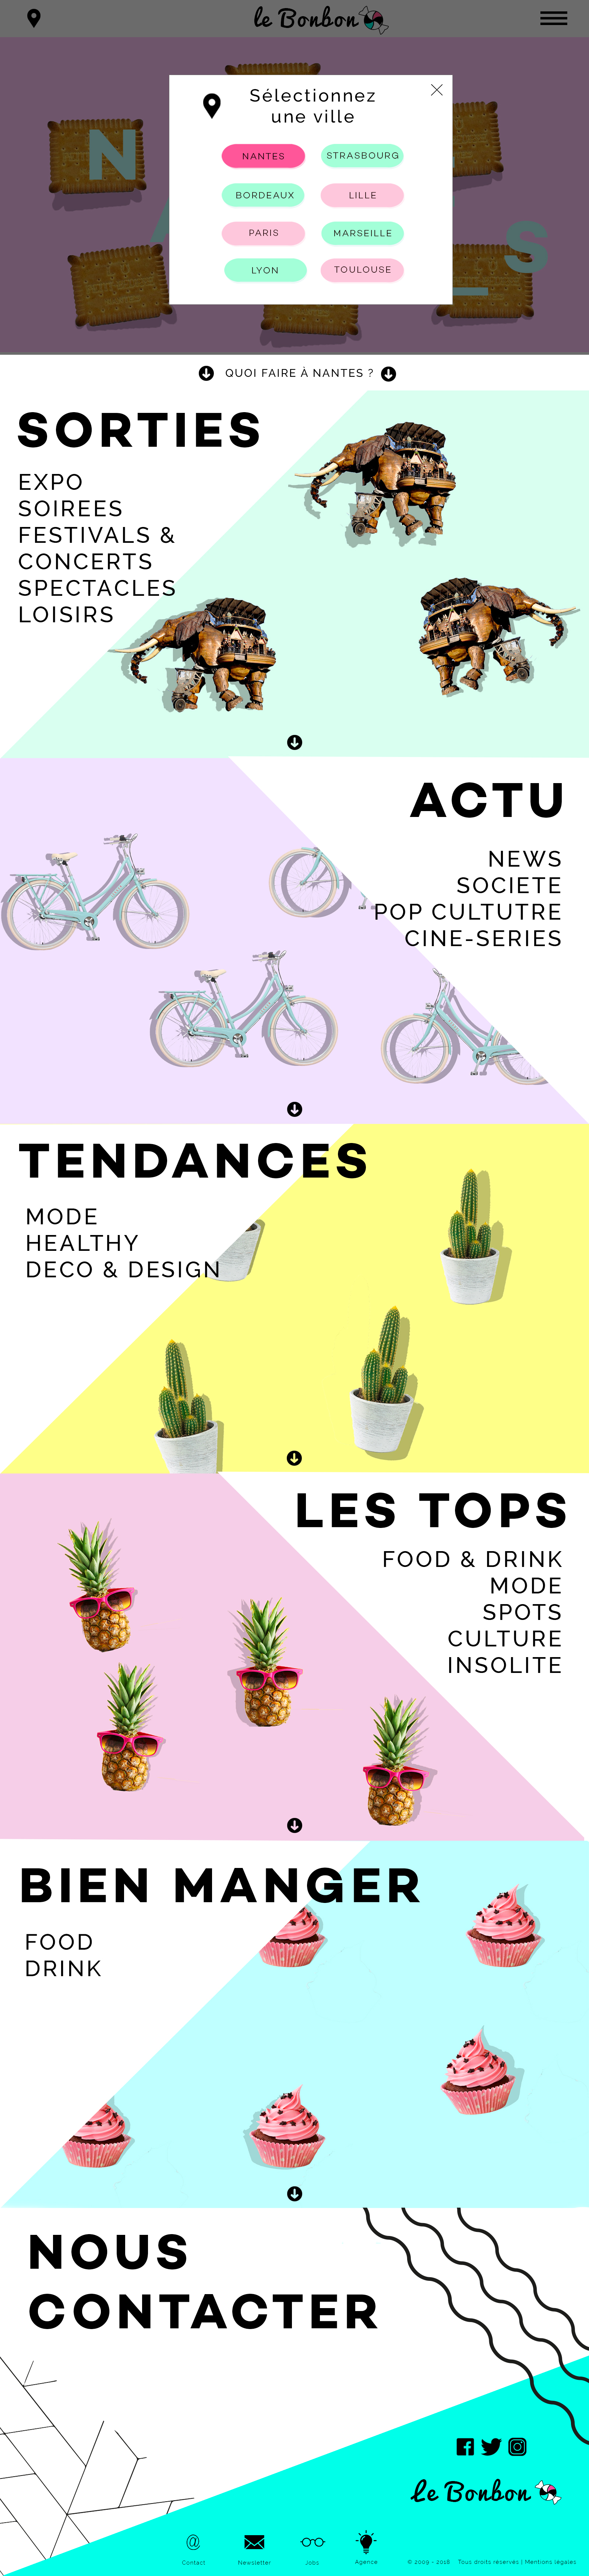 le Bonbon
Sélectionnez
une ville
NANTES
STRASBOURG
BORDEAUX
LILLE
PARIS
MARSEILLE
LYON
TOULOUSE
N
S
QUOI FAIRE À NANTES ?
SORTIES
EXPO
SOIREES
FESTIVALS &
CONCERTS
SPECTACLES
LOISIRS
ACTU
NEWS
SOCIETE
POP CULTUTRE
CINE-SERIES
TENDANCES
MODE
HEALTHY
DECO & DESIGN
LES TOPS
FOOD & DRINK
MODE
SPOTS
CULTURE
INSOLITE
BIEN MANGER
FOOD
DRINK
NOUS
CONTACTER
Le Bonbon
Contact
Newsletter
Jobs
Agence
© 2009 - 2016 Tous droits réservés | Mentions légales